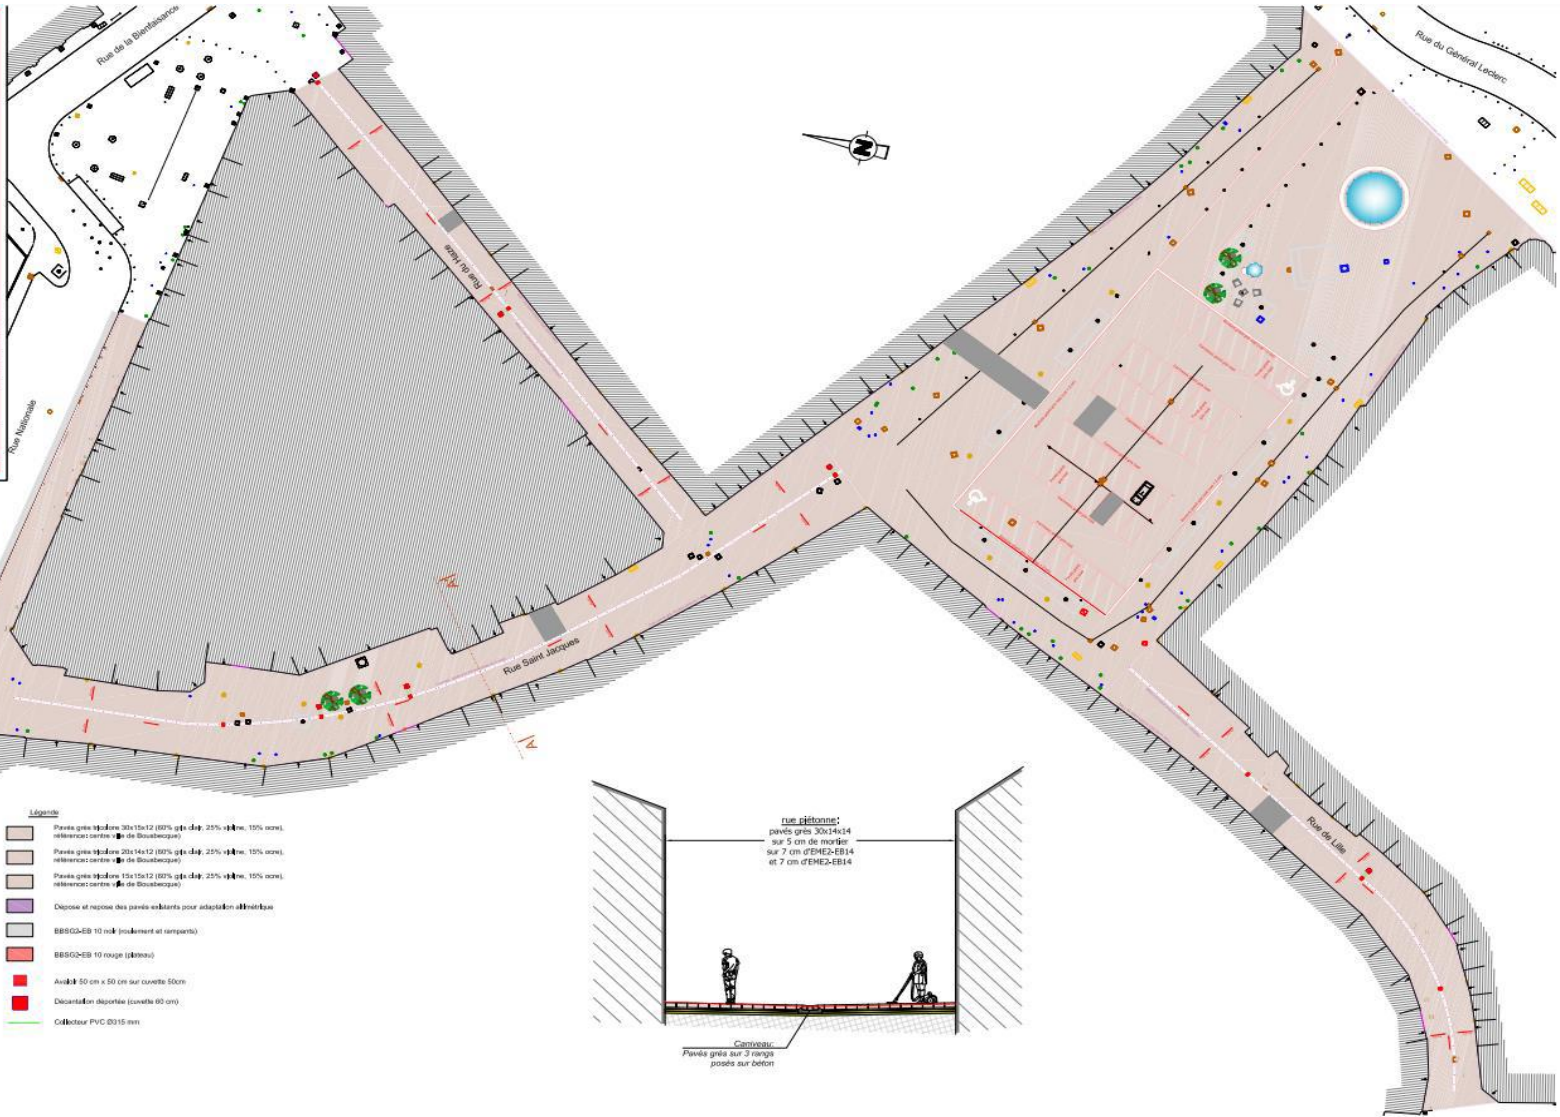 Rue de la Bienfaisance
Rue du Général Leclerc
N
Rue du Haze
Rue Nationale
Rue Saint Jacques
Rue de Lille
Légende
Pavés grès tricolore 30x15x12 (60% gris clair, 25% violine, 15% ocre),
référence: centre ville de Bousbecque)
Pavés grès tricolore 20x14x12 (60% gris clair, 25% violine, 15% ocre),
référence: centre ville de Bousbecque)
Pavés grès tricolore 15x15x12 (60% gris clair, 25% violine, 15% ocre),
référence: centre ville de Bousbecque)
Dépose et repose des pavés existants pour adaptation altimétrique
BBSG2-EB 10 noir (roulement et rampants)
BBSG2-EB 10 rouge (plateau)
Avaloir 50 cm x 50 cm sur cuvette 50cm
Décantation déportée (cuvette 60 cm)
Collecteur PVC Ø315 mm
rue piétonne:
pavés grès 30x14x14
sur 5 cm de mortier
sur 7 cm d'EME2-EB14
et 7 cm d'EME2-EB14
Caniveau:
Pavés grès sur 3 rangs
posés sur béton